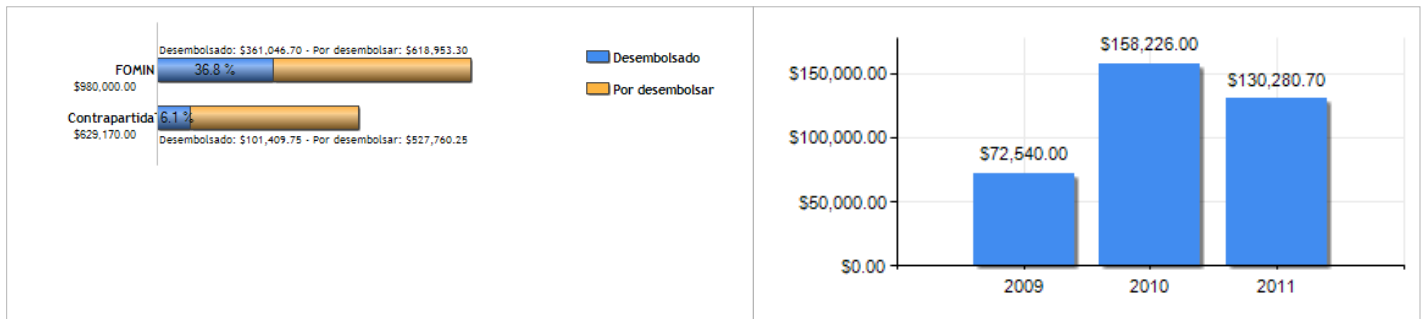 Desembolsado: $361,046.70 - Por desembolsar: $618,953.30
FOMIN
36.8 %
$980,000.00
Contrapartida
6.1 %
$629,170.00
Desembolsado: $101,409.75 - Por desembolsar: $527,760.25
Desembolsado
Por desembolsar
$158,226.00
$150,000.00
$130,280.70
$100,000.00
$72,540.00
$50,000.00
$0.00
2009 2010 2011